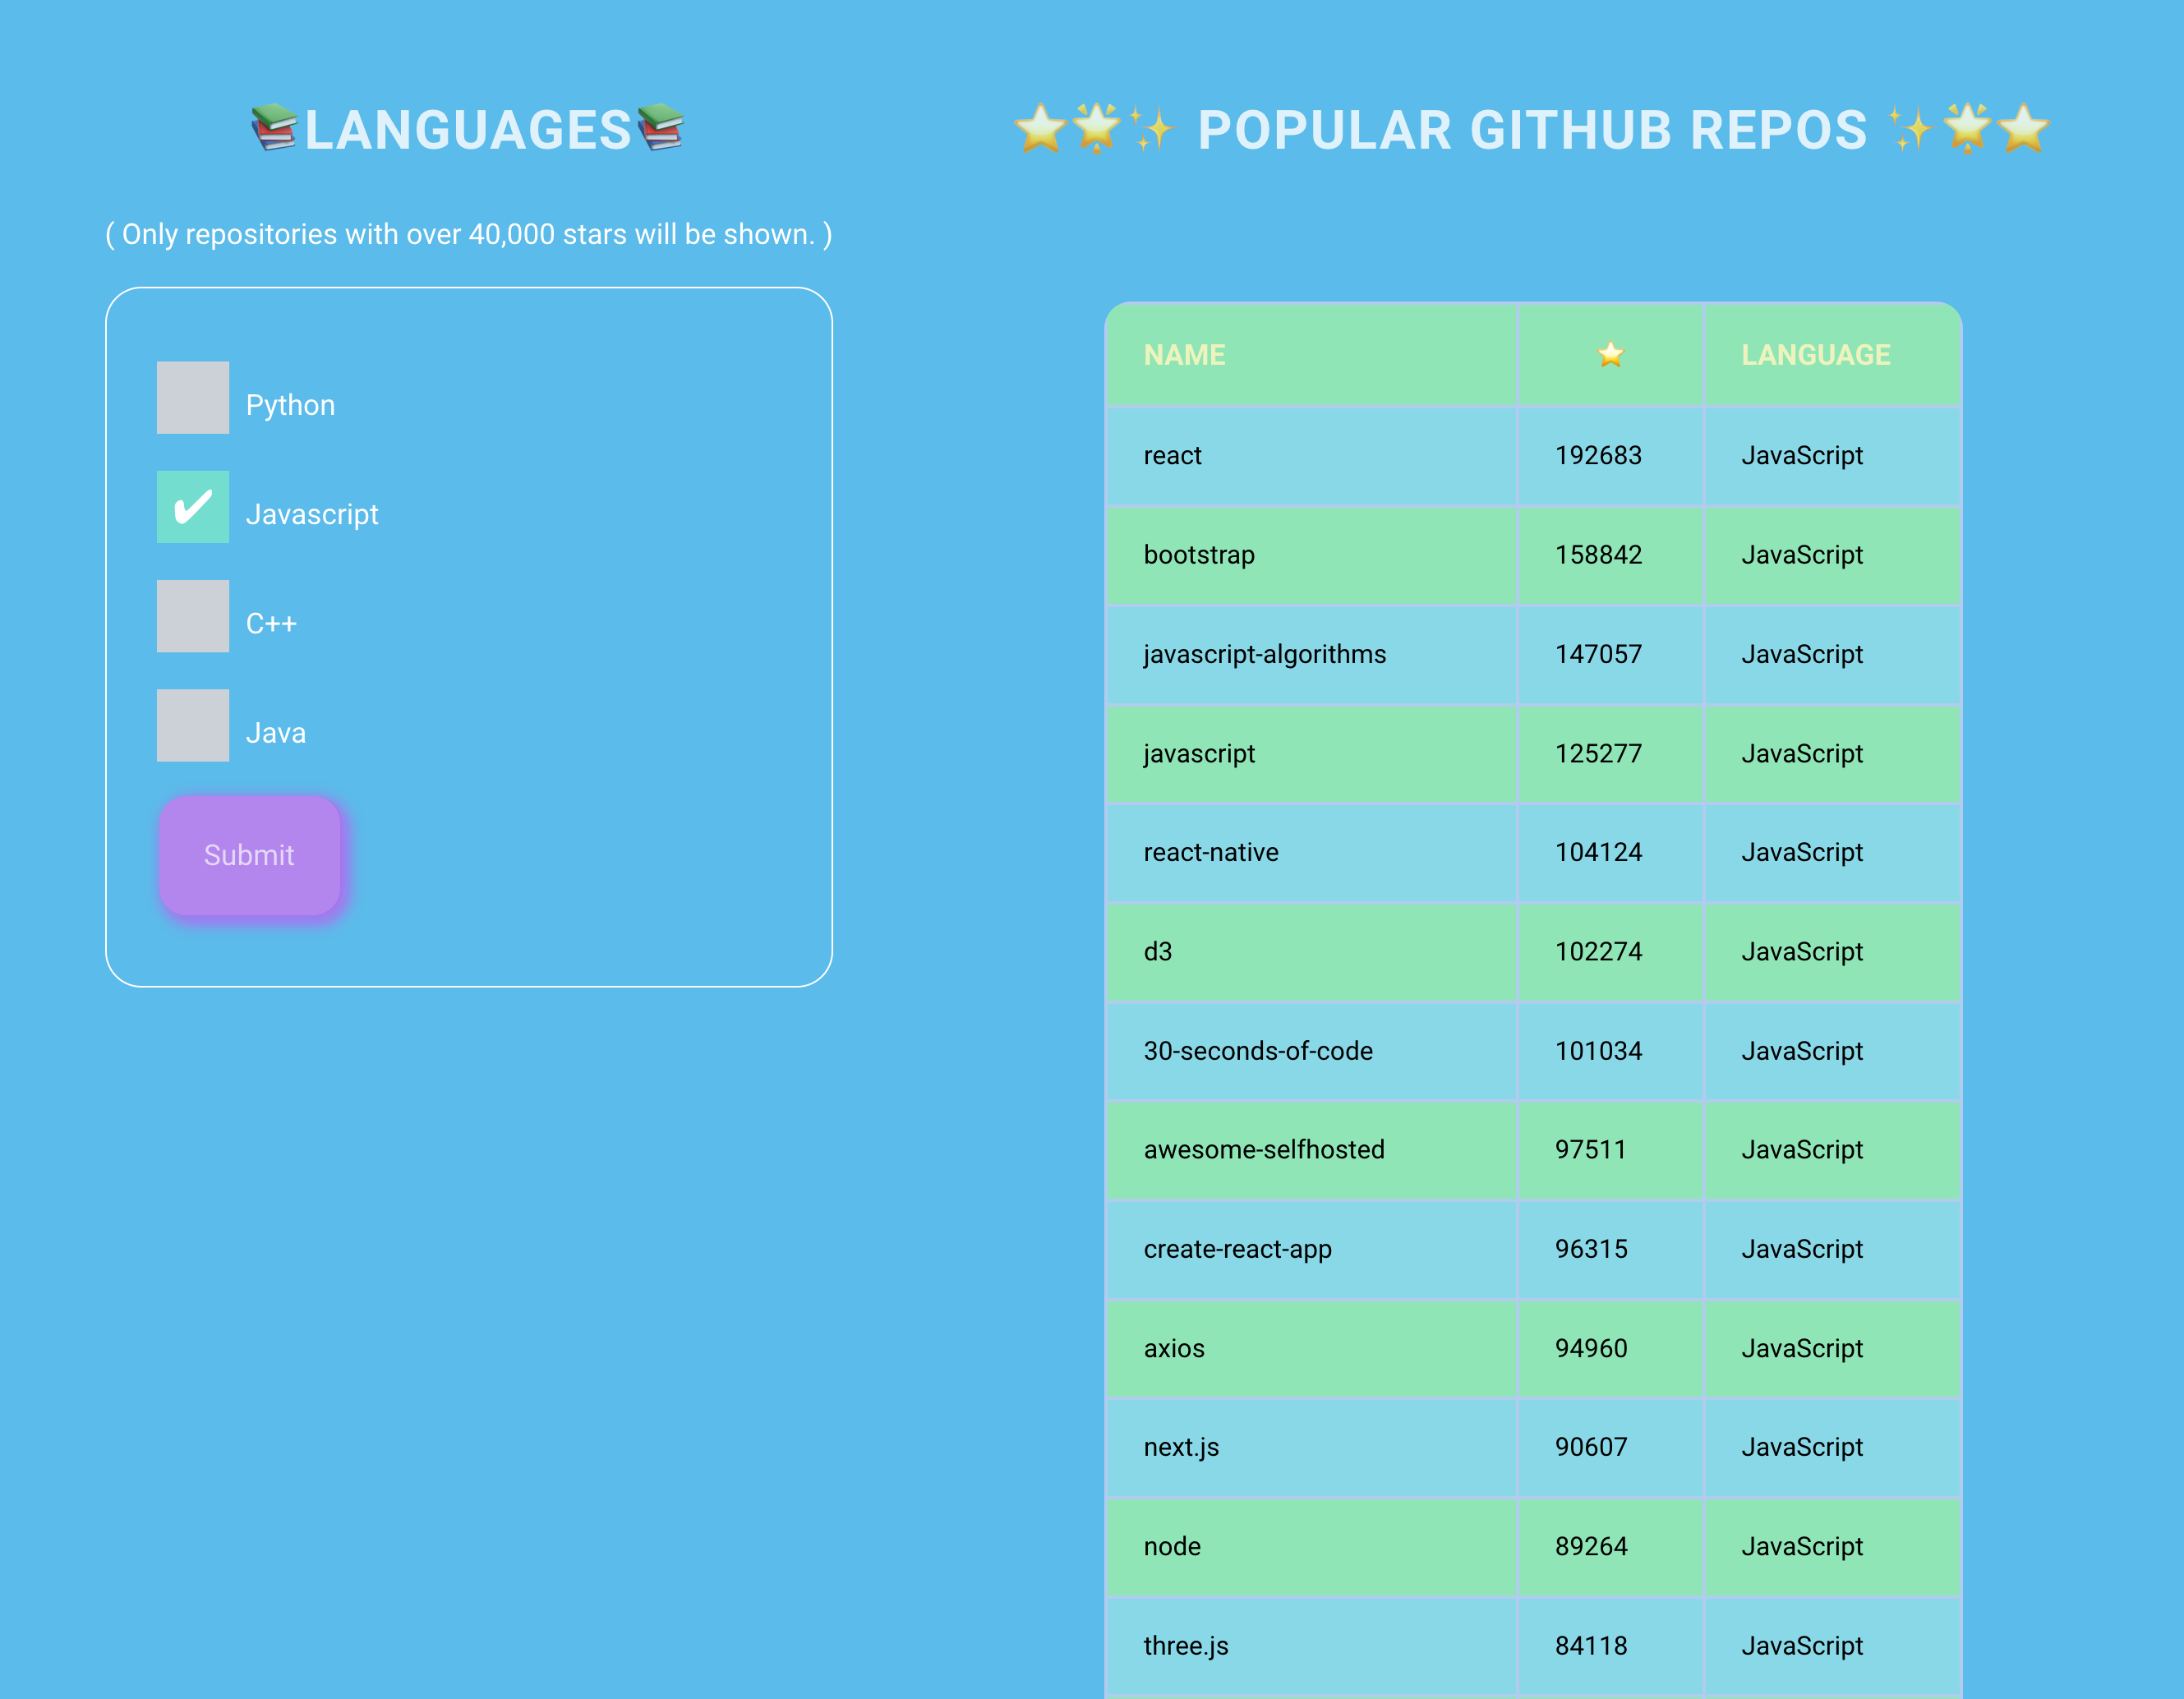 📚LANGUAGES📚
( Only repositories with over 40,000 stars will be shown. )
Python
✔ Javascript
C++
Java
Submit
⭐🌟✨ POPULAR GITHUB REPOS ✨🌟⭐
NAME ⭐ LANGUAGE
react 192683 JavaScript
bootstrap 158842 JavaScript
javascript-algorithms 147057 JavaScript
javascript 125277 JavaScript
react-native 104124 JavaScript
d3 102274 JavaScript
30-seconds-of-code 101034 JavaScript
awesome-selfhosted 97511 JavaScript
create-react-app 96315 JavaScript
axios 94960 JavaScript
next.js 90607 JavaScript
node 89264 JavaScript
three.js 84118 JavaScript